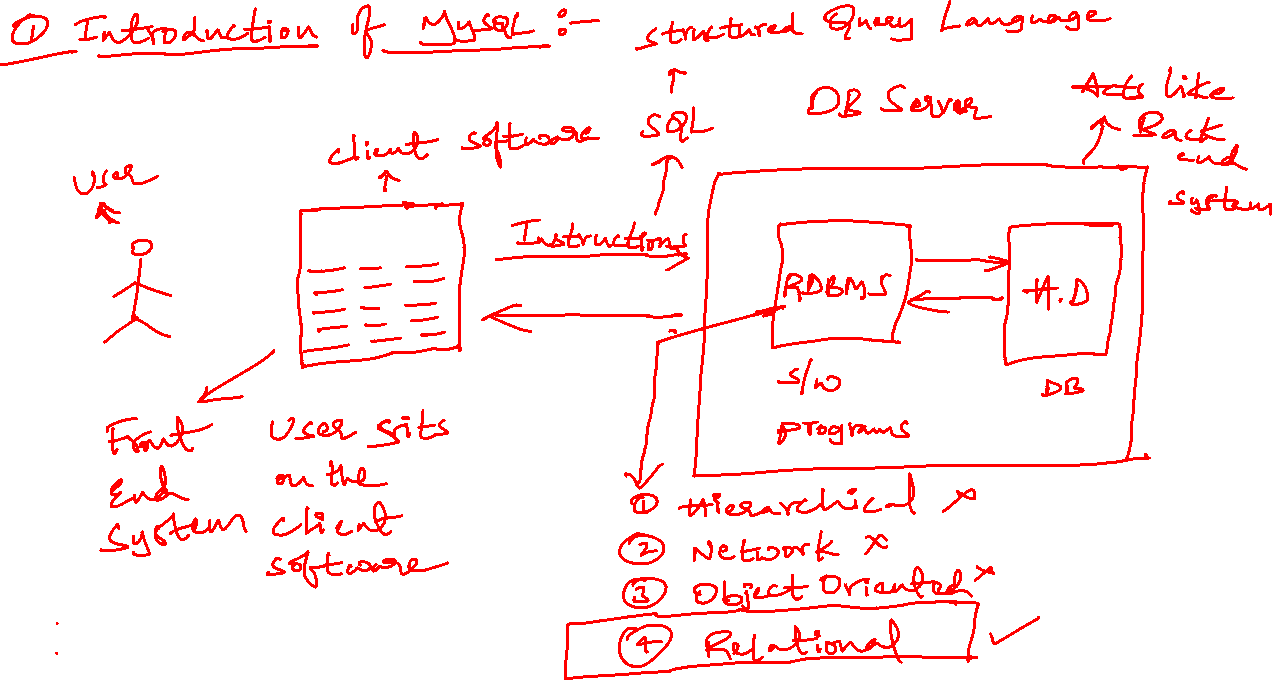 ① Introduction of MySQL :-
structured Query Language
SQL
DB Server
Acts like
Back
end
system
client software
User
Instructions
RDBMS
H.D
S/W
programs
DB
Front
End
system
User sits
on the
client
software
① Hierarchical ×
② Network ×
③ Object Oriented ×
④ Relational ✓